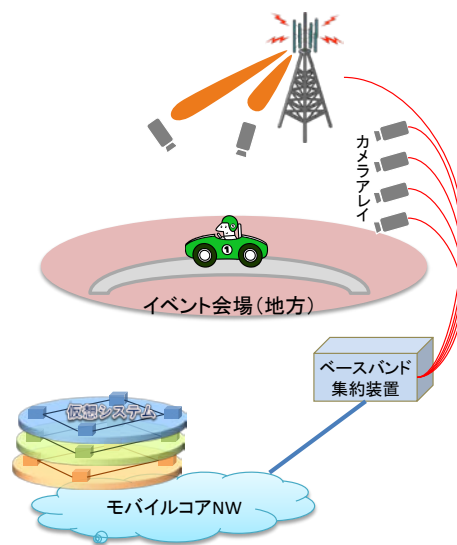 カメラアレイ
①
イベント会場(地方)
ベースバンド
集約装置
仮想システム
モバイルコアNW